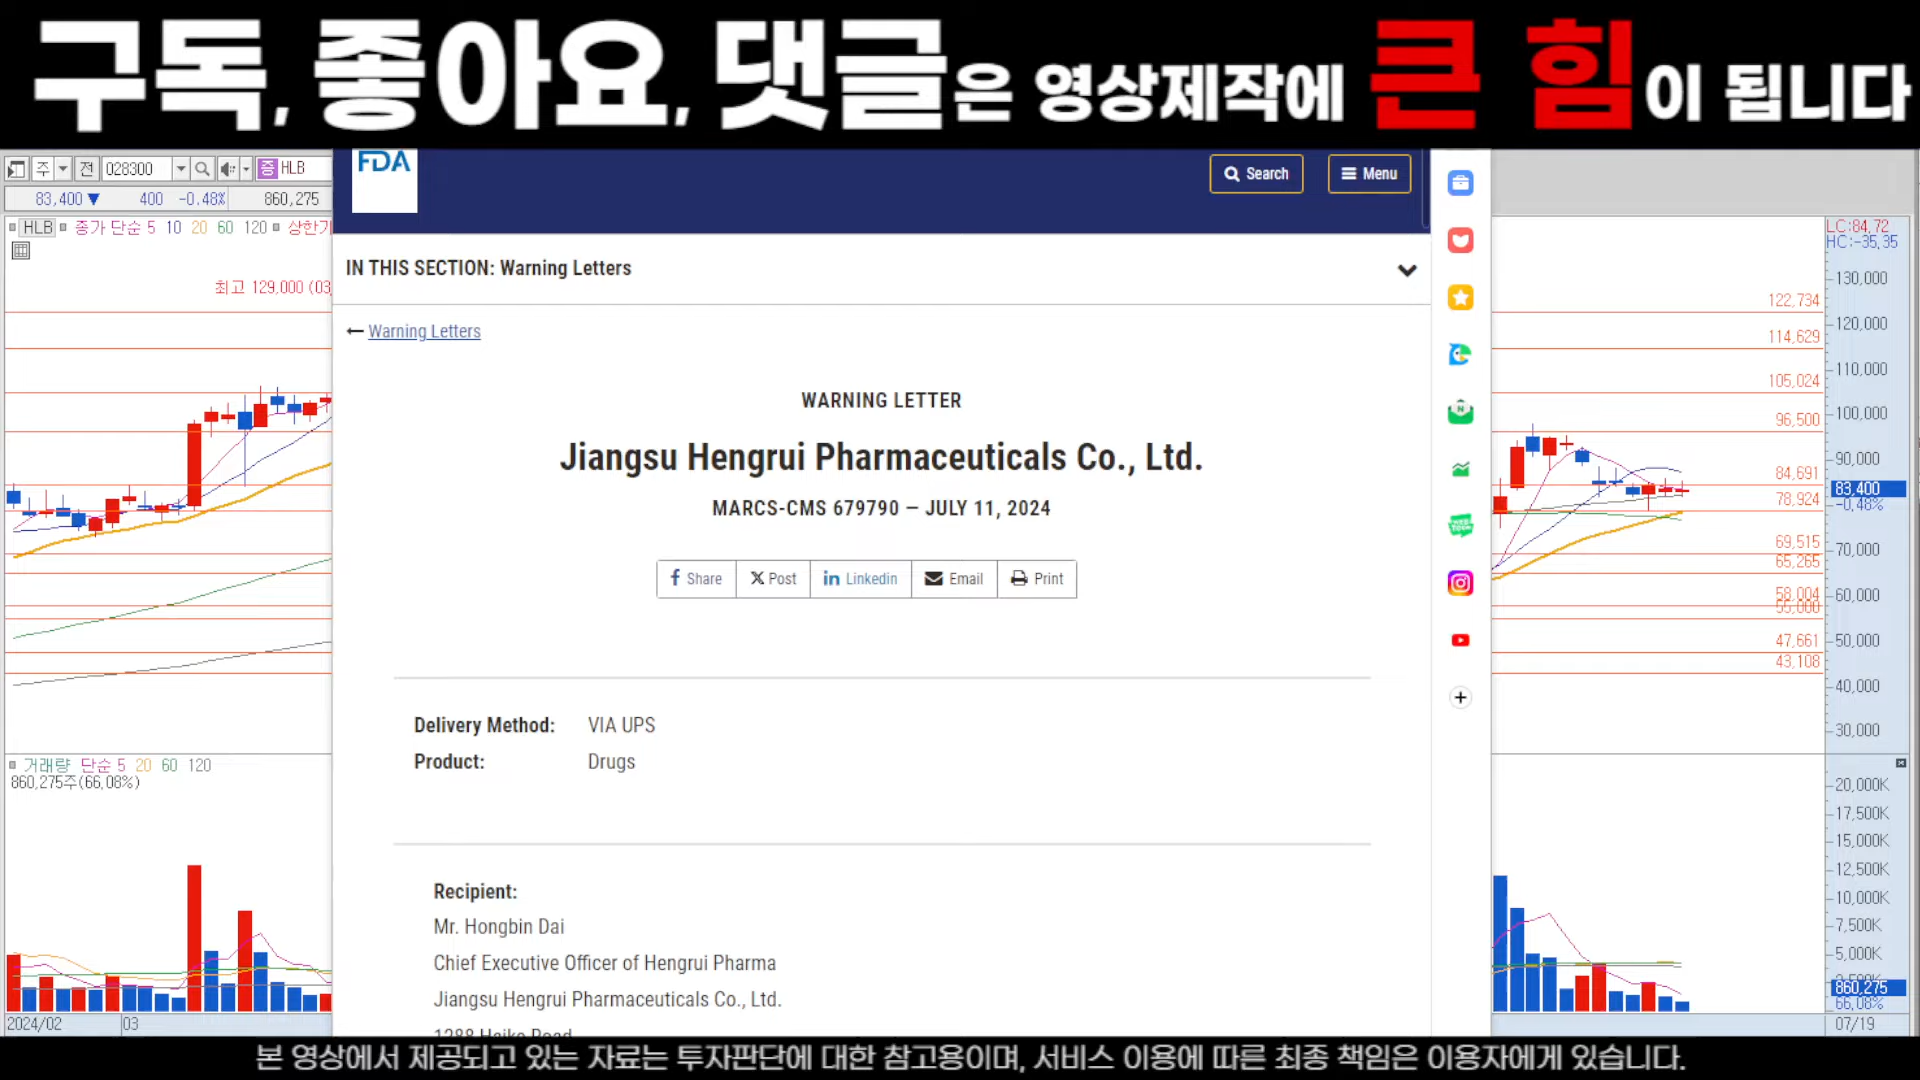 구독, 좋아요, 댓글은 영상제작에 큰 힘이 됩니다
주 전 028300 증 HLB
83,400 ▼ 400 -0.48% 860,275
HLB 종가 단순 5 10 20 60 120
최고 129,000 (03
FDA
Search
Menu
IN THIS SECTION: Warning Letters
← Warning Letters
WARNING LETTER
Jiangsu Hengrui Pharmaceuticals Co., Ltd.
MARCS-CMS 679790 — JULY 11, 2024
Share Post Linkedin Email Print
Delivery Method: VIA UPS
Product: Drugs
Recipient:
Mr. Hongbin Dai
Chief Executive Officer of Hengrui Pharma
Jiangsu Hengrui Pharmaceuticals Co., Ltd.
LC:84.72
HC:-35.35
130,000
122,734
120,000
114,629
110,000
105,024
100,000
96,500
90,000
84,691
83,400
78,924
-0.48%
70,000
69,515
65,265
60,000
58,004
55,000
50,000
47,661
43,108
40,000
30,000
거래량 단순 5 20 60 120
860,275주(66.08%)
20,000K
17,500K
15,000K
12,500K
10,000K
7,500K
5,000K
860,275
66.08%
2024/02 03
07/19
본 영상에서 제공되고 있는 자료는 투자판단에 대한 참고용이며, 서비스 이용에 따른 최종 책임은 이용자에게 있습니다.